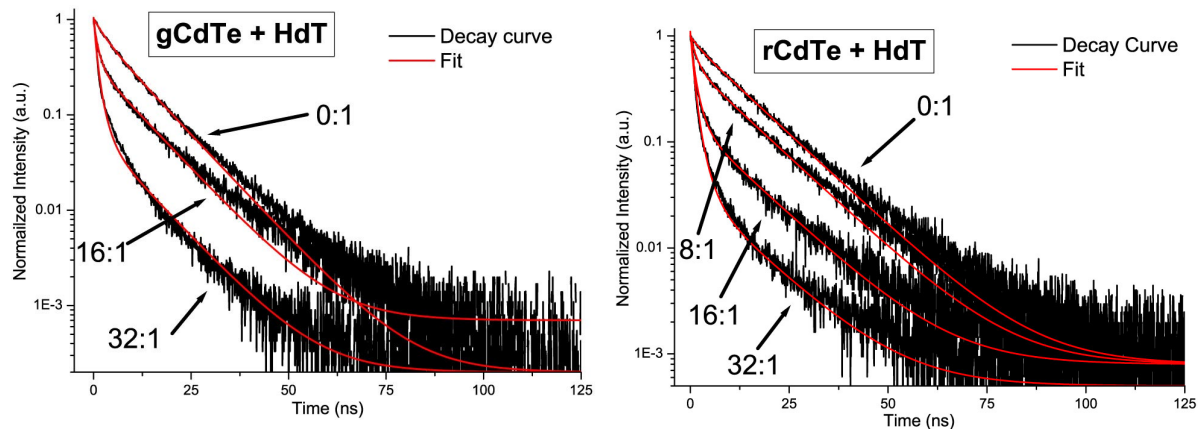 gCdTe + HdT
Decay curve
Fit
Normailzed Intensity (a.u.)
1
0.1
0.01
1E-3
0:1
16:1
32:1
0
25
50
75
100
125
Time (ns)
rCdTe + HdT
Decay Curve
Fit
Normalized Intensity (a.u.)
1
0.1
0.01
1E-3
0:1
8:1
16:1
32:1
0
25
50
75
100
125
Time (ns)